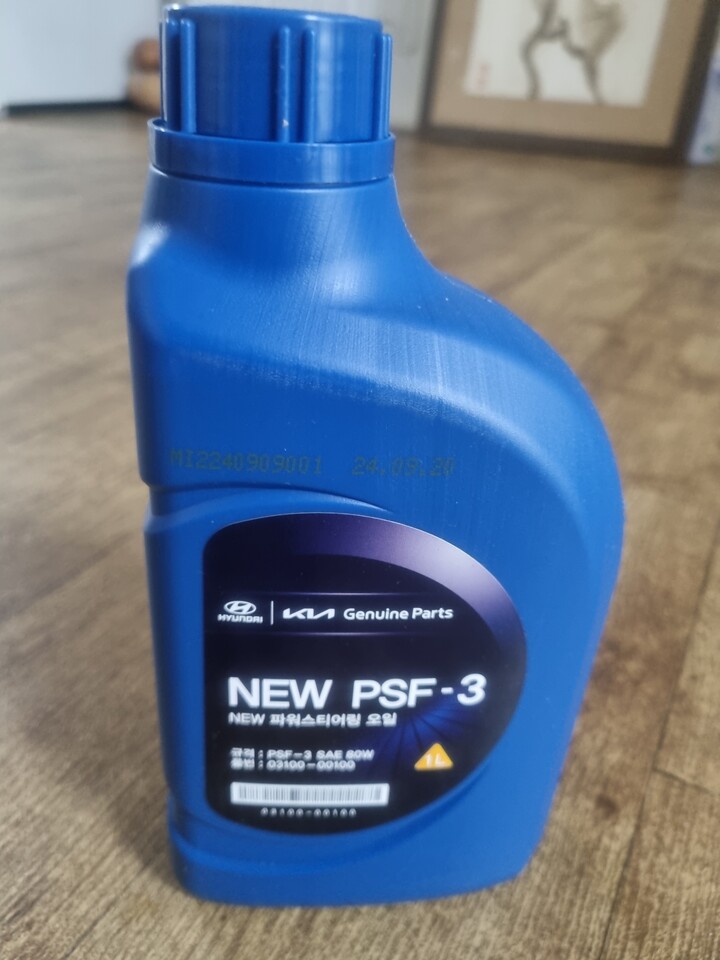 MI2240909001 24.09.20
HYUNDAI KIA Genuine Parts
NEW PSF-3
NEW 파워스티어링 오일
규격 : PSF-3 SAE 80W
품번 : 03100-00100
1L
03100-00100